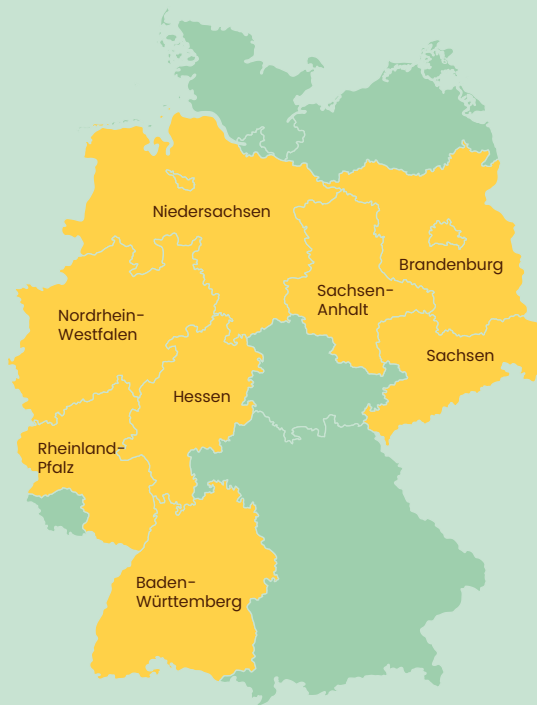 Niedersachsen
Brandenburg
Sachsen-
Anhalt
Nordrhein-
Westfalen
Sachsen
Hessen
Rheinland-
Pfalz
Baden-
Württemberg